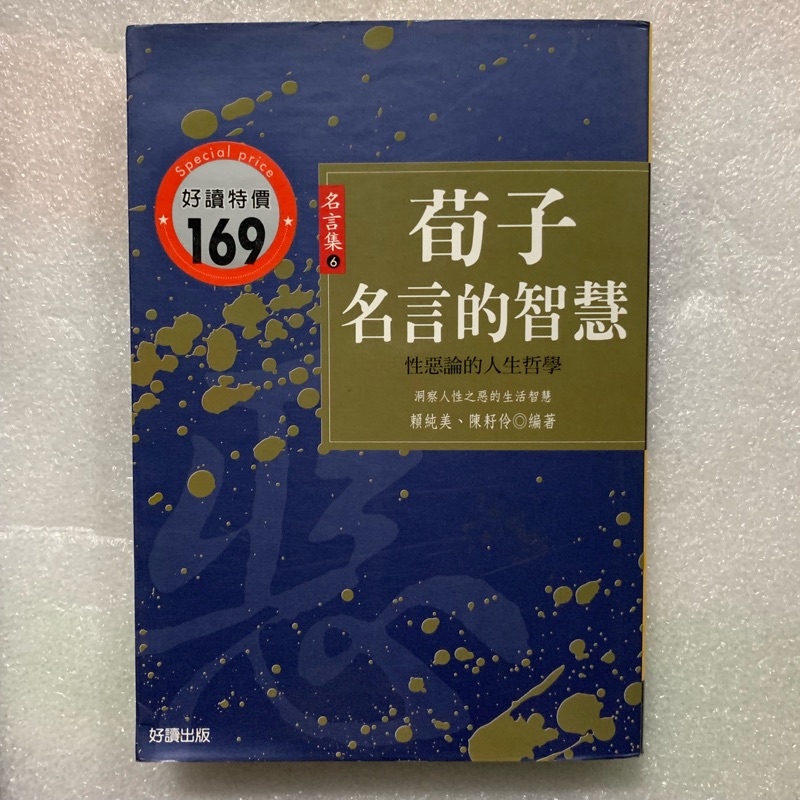 Special price
好讀特價
169
名言集
6
荀子
名言的智慧
性惡論的人生哲學
洞察人性之惡的生活智慧
賴純美、陳籽伶◎編著
好讀出版